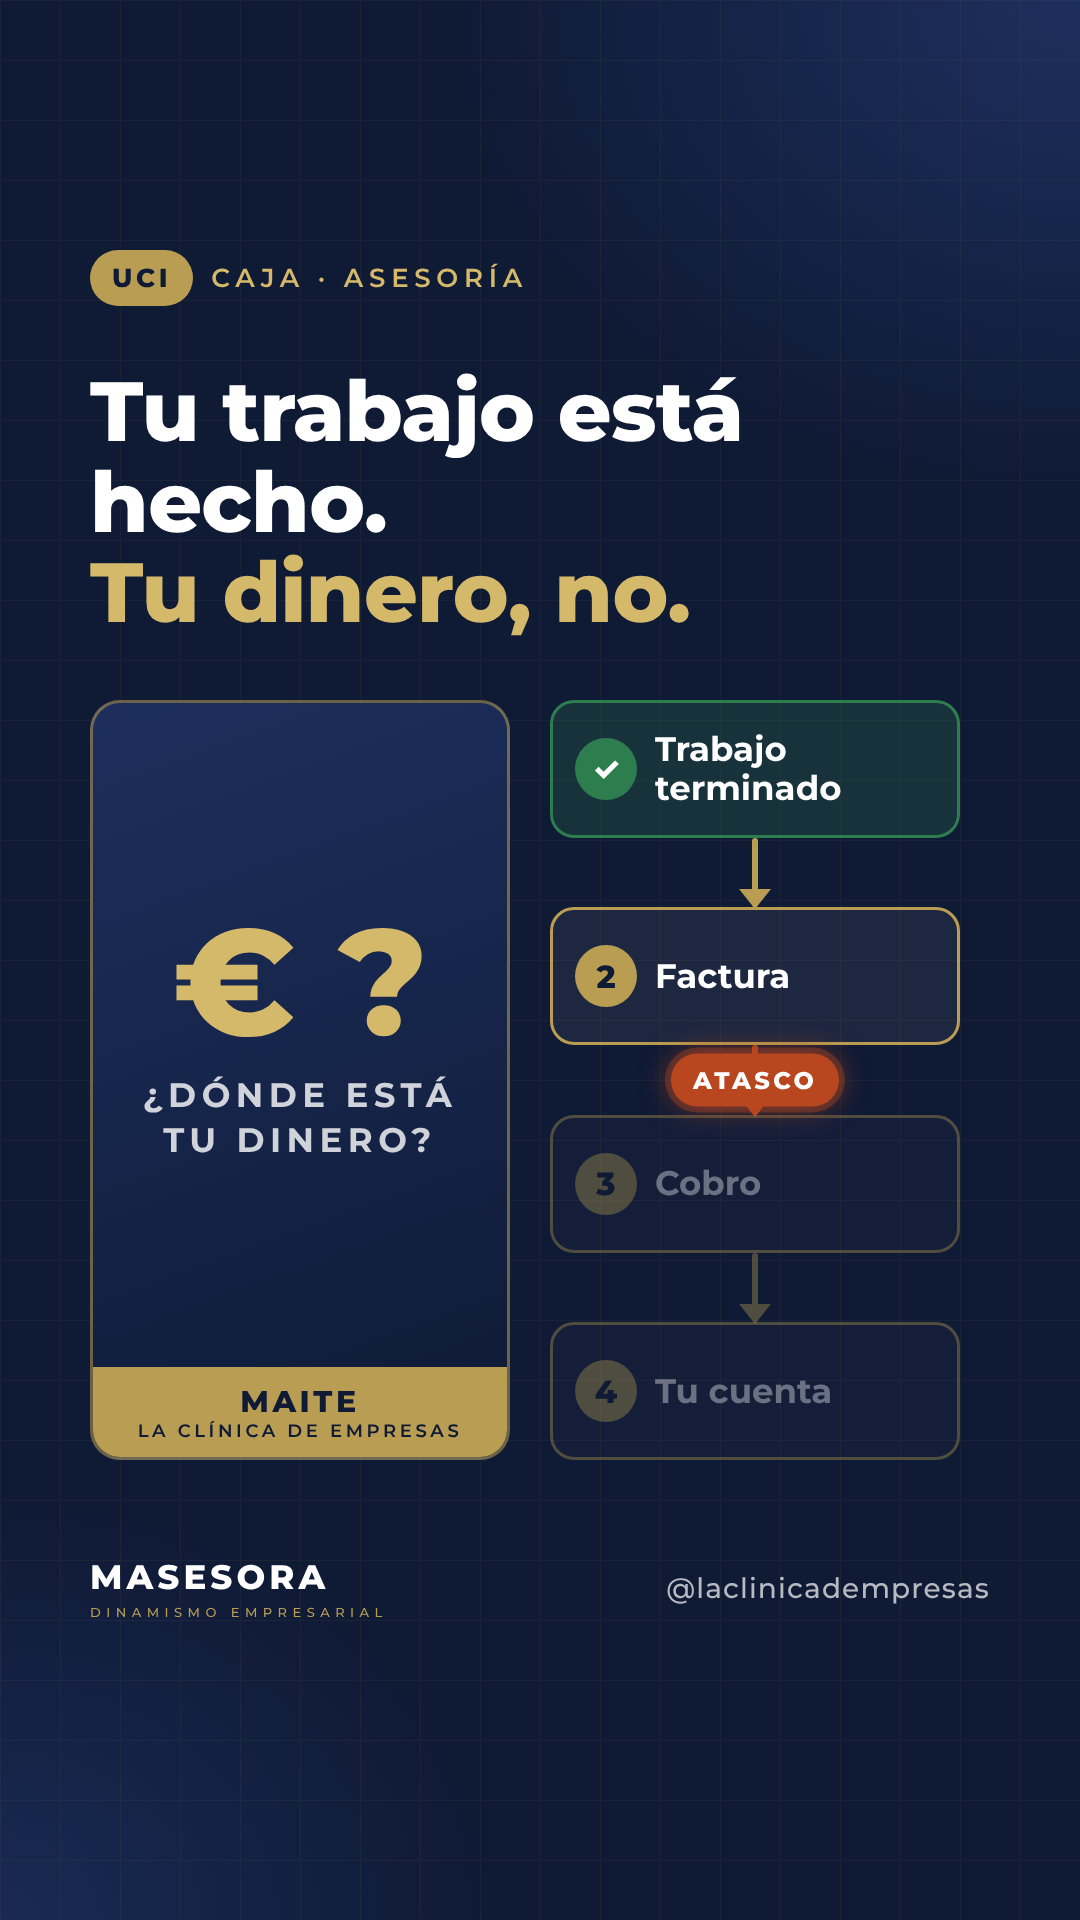 UCI CAJA · ASESORÍA
Tu trabajo está
hecho.
Tu dinero, no.
€ ?
¿DÓNDE ESTÁ
TU DINERO?
MAITE
LA CLÍNICA DE EMPRESAS
Trabajo
terminado
2 Factura
ATASCO
3 Cobro
4 Tu cuenta
MASESORA
DINAMISMO EMPRESARIAL
@laclinicadempresas